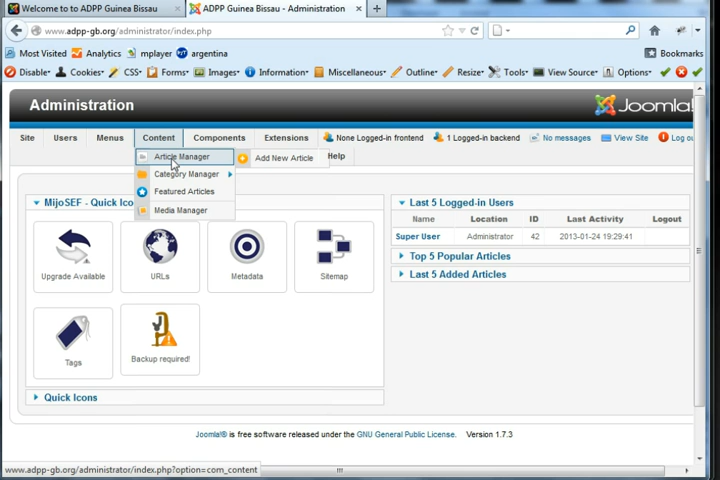 Welcome to to ADPP Guinea Bissau
ADPP Guinea Bissau - Administration
www.adpp-gb.org/administrator/index.php
Most Visited Analytics mplayer argentina Bookmarks
Disable Cookies CSS Forms Images Information Miscellaneous Outline Resize Tools View Source Options
Administration Joomla!
Site Users Menus Content Components Extensions None Logged-in frontend 1 Logged-in backend No messages View Site Log ou
Article Manager Add New Article Help
Category Manager
Featured Articles
Media Manager
MijoSEF - Quick Ico
Upgrade Available URLs Metadata Sitemap
Tags Backup required!
Quick Icons
Last 5 Logged-in Users
Name Location ID Last Activity Logout
Super User Administrator 42 2013-01-24 19:29:41
Top 5 Popular Articles
Last 5 Added Articles
Joomla!® is free software released under the GNU General Public License. Version 1.7.3
www.adpp-gb.org/administrator/index.php?option=com_content